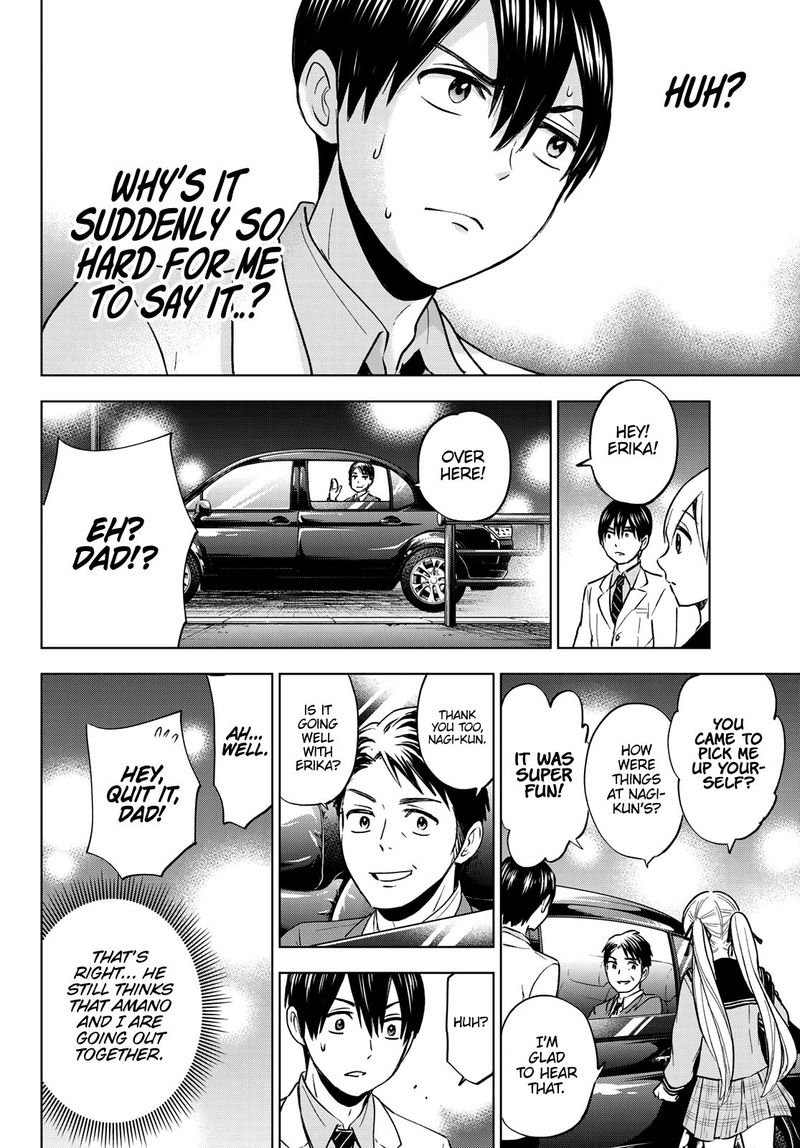 HUH?
WHY'S IT
SUDDENLY SO
HARD FOR ME
TO SAY IT..?
HEY!
ERIKA!
OVER
HERE!
EH?
DAD!?
YOU
CAME TO
PICK ME
UP YOUR-
SELF?
HOW
WERE
THINGS
AT NAGI-
KUN'S?
IT WAS
SUPER
FUN!
I'M
GLAD
TO HEAR
THAT.
THANK
YOU TOO,
NAGI-KUN.
IS IT
GOING
WELL
WITH
ERIKA?
HUH?
AH...
WELL.
HEY,
QUIT IT,
DAD!
THAT'S
RIGHT... HE
STILL THINKS
THAT AMANO
AND I ARE
GOING OUT
TOGETHER.